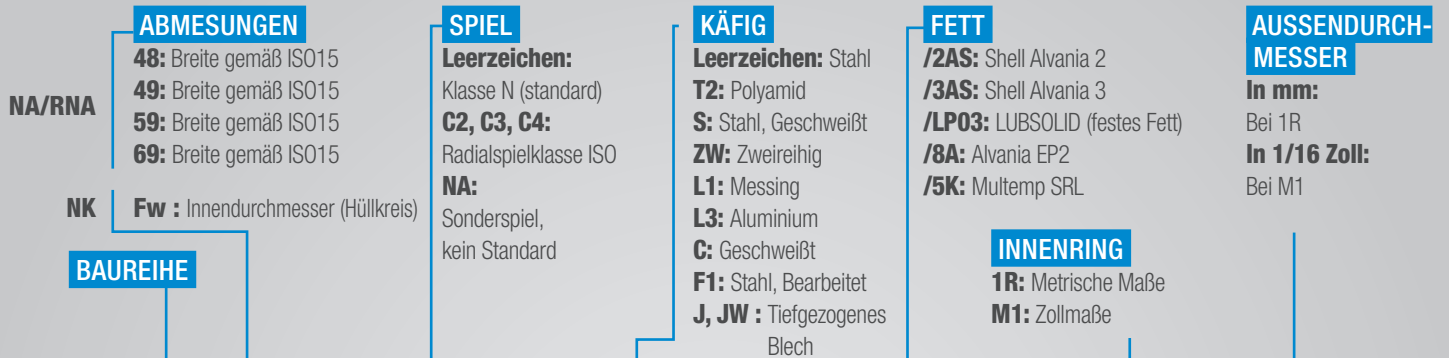 ABMESUNGEN
48: Breite gemäß ISO15
49: Breite gemäß ISO15
59: Breite gemäß ISO15
69: Breite gemäß ISO15
NA/RNA
NK
Fw : Innendurchmesser (Hüllkreis)
BAUREIHE
SPIEL
Leerzeichen:
Klasse N (standard)
C2, C3, C4:
Radialspielklasse ISO
NA:
Sonderspiel,
kein Standard
KÄFIG
Leerzeichen: Stahl
T2: Polyamid
S: Stahl, Geschweißt
ZW: Zweireihig
L1: Messing
L3: Aluminium
C: Geschweißt
F1: Stahl, Bearbeitet
J, JW : Tiefgezogenes
Blech
FETT
/2AS: Shell Alvania 2
/3AS: Shell Alvania 3
/LP03: LUBSOLID (festes Fett)
/8A: Alvania EP2
/5K: Multemp SRL
INNENRING
1R: Metrische Maße
M1: Zollmaße
AUSSENDURCH-
MESSER
In mm:
Bei 1R
In 1/16 Zoll:
Bei M1